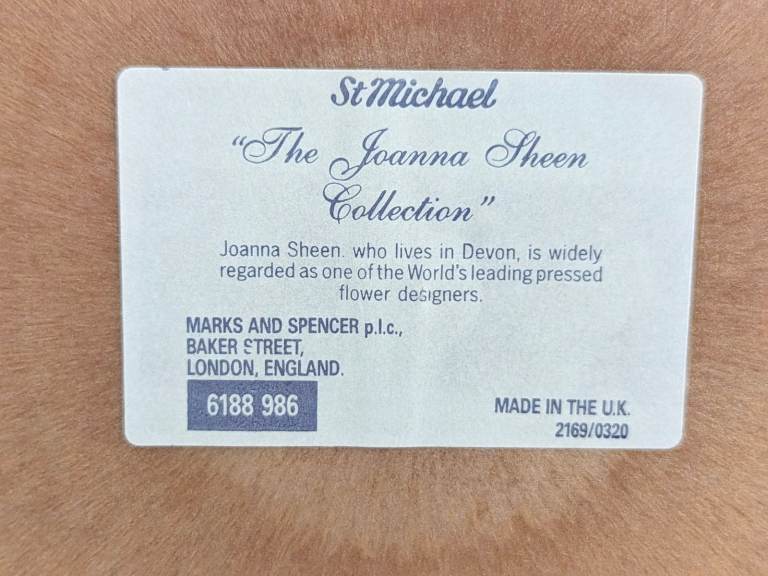 St Michael
"The Joanna Sheen
Collection"
Joanna Sheen. who lives in Devon, is widely
regarded as one of the World's leading pressed
flower designers.
MARKS AND SPENCER p.l.c.,
BAKER STREET,
LONDON, ENGLAND.
6188 986
MADE IN THE U.K.
2169/0320